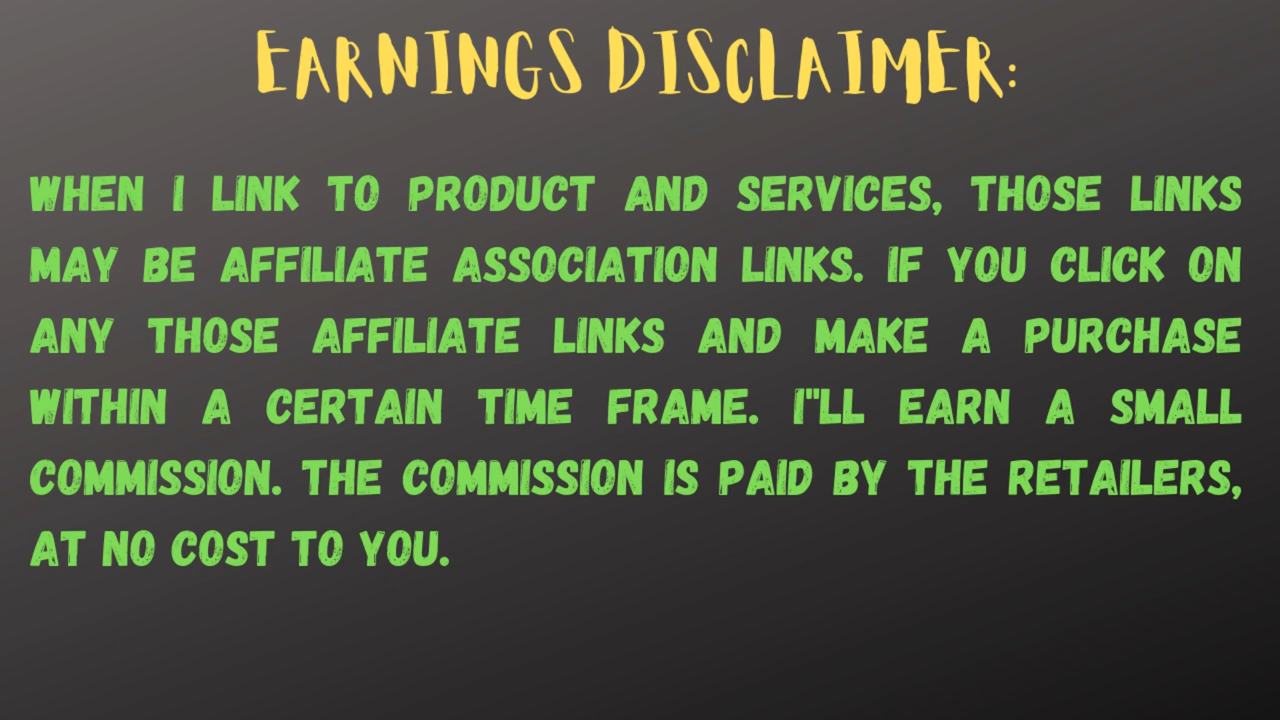 EARNINGS DISCLAIMER:
WHEN I LINK TO PRODUCT AND SERVICES, THOSE LINKS
MAY BE AFFILIATE ASSOCIATION LINKS. IF YOU CLICK ON
ANY THOSE AFFILIATE LINKS AND MAKE A PURCHASE
WITHIN A CERTAIN TIME FRAME. I"LL EARN A SMALL
COMMISSION. THE COMMISSION IS PAID BY THE RETAILERS,
AT NO COST TO YOU.